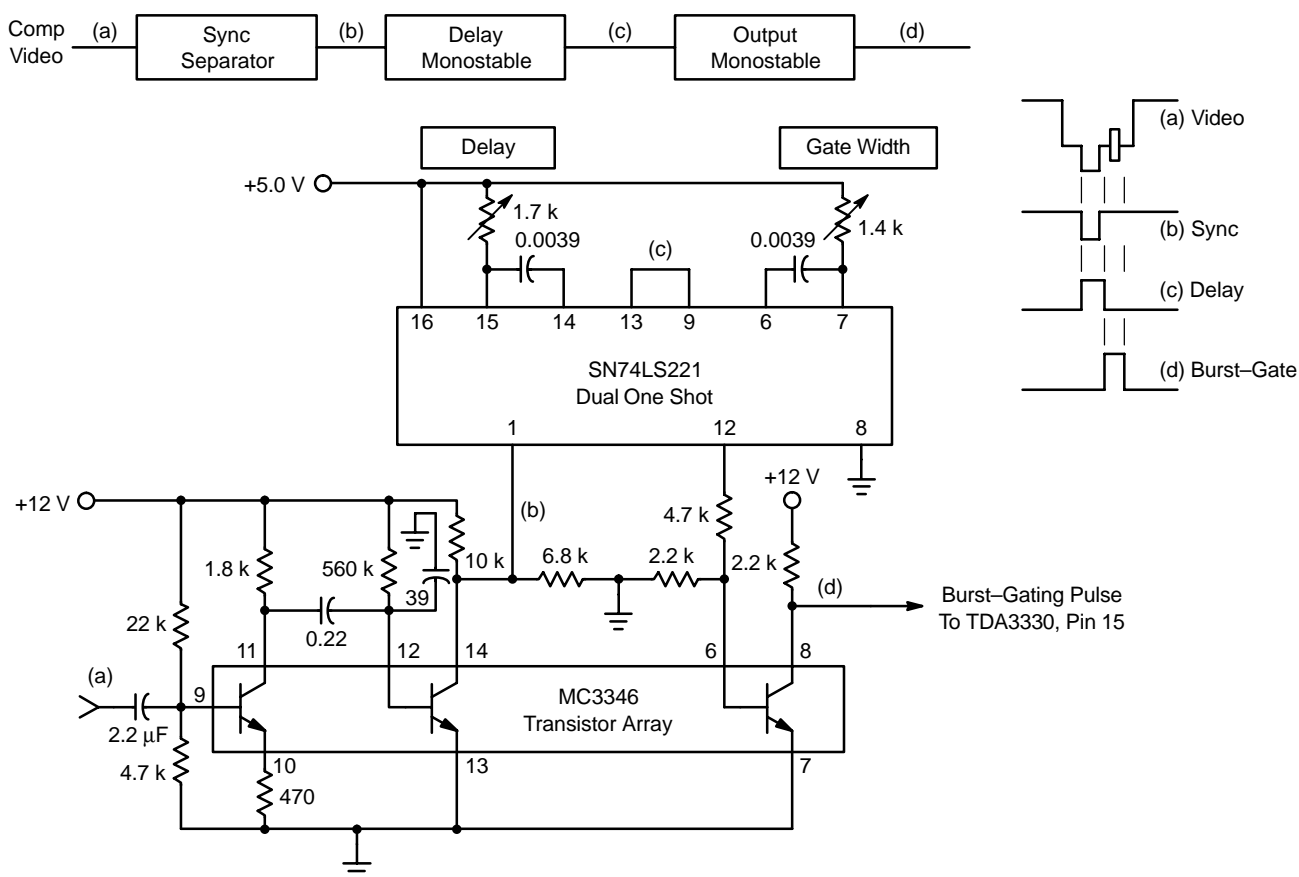 Comp
Video
(a)
Sync
Separator
(b)
Delay
Monostable
(c)
Output
Monostable
(d)
(a) Video
(b) Sync
(c) Delay
(d) Burst–Gate
Delay
Gate Width
+5.0 V
1.7 k
0.0039
(c)
0.0039
1.4 k
16
15
14
13
9
6
7
SN74LS221
Dual One Shot
1
12
8
+12 V
+12 V
1.8 k
560 k
39
10 k
(b)
6.8 k
2.2 k
4.7 k
2.2 k
(d)
Burst–Gating Pulse
To TDA3330, Pin 15
22 k
0.22
11
12
14
6
8
(a)
9
2.2 μF
MC3346
Transistor Array
4.7 k
10
13
7
470